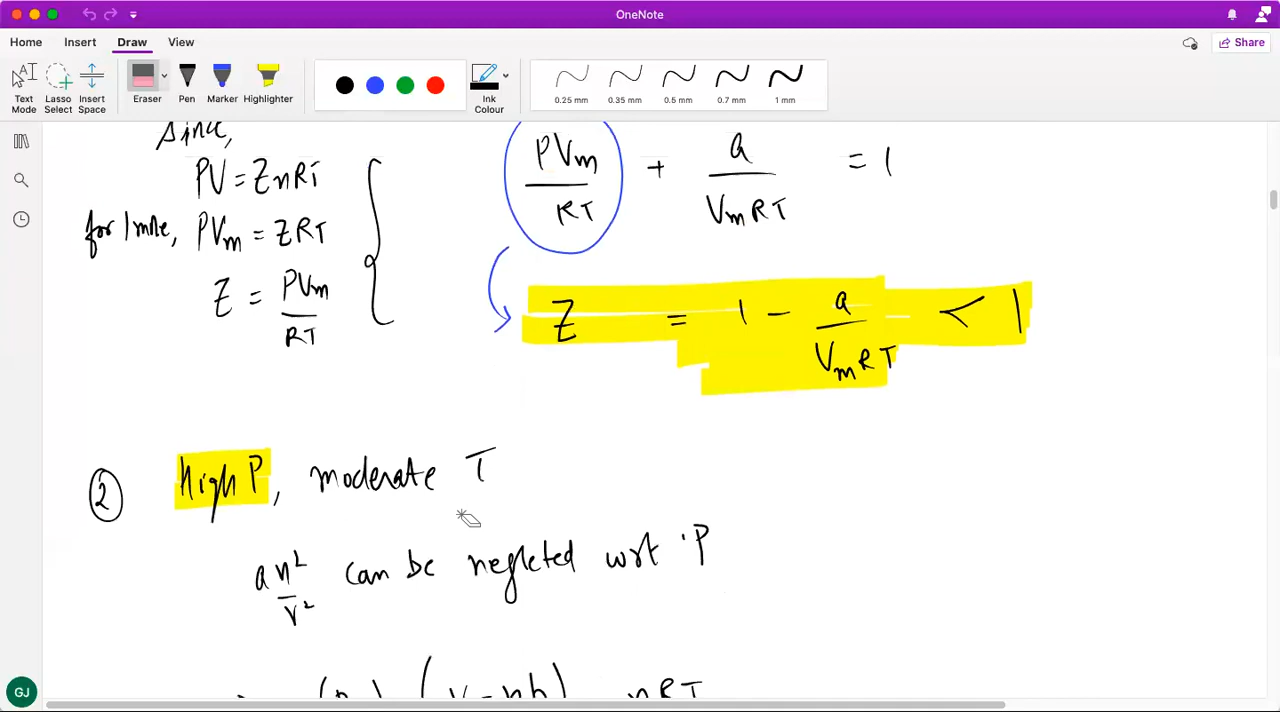 OneNote
Home Insert Draw View
Share
Text Mode
Lasso Select
Insert Space
Eraser
Pen
Marker
Highlighter
Ink Colour
0.25 mm
0.35 mm
0.5 mm
0.7 mm
1 mm
Since,
PV = ZnRT
for 1 mole, PVm = ZRT
Z = PVm / RT
PVm / RT + a / VmRT = 1
Z = 1 - a / VmRT < 1
② High P, moderate T
an² / V² can be negleted wrt P
(V - nb) nRT
GJ